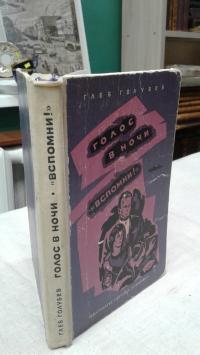 ГЛЕБ ГОЛУБЕВ
ГОЛОС
В НОЧИ
"ВСПОМНИ!"
ГЛЕБ ГОЛУБЕВ ГОЛОС В НОЧИ • "ВСПОМНИ!"